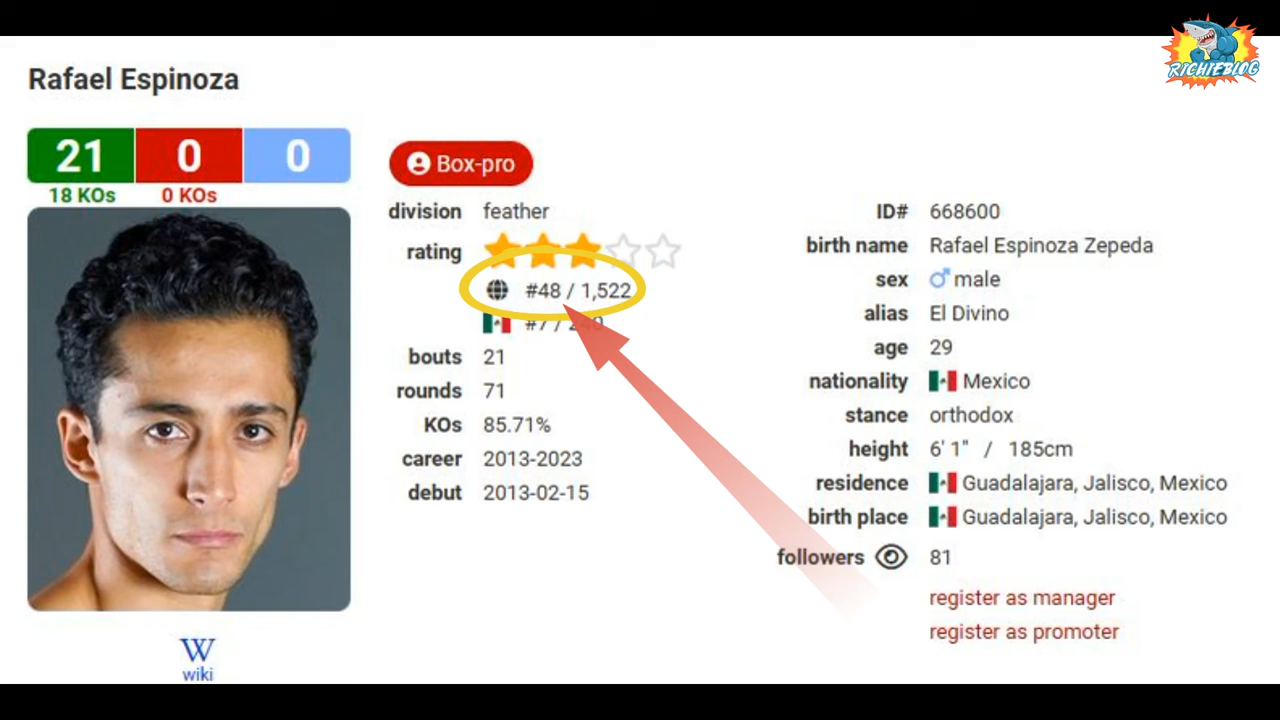 RICHIEBLOG
Rafael Espinoza
21 0 0
18 KOs 0 KOs
Box-pro
division feather
rating
#48 / 1,522
#7 /
bouts 21
rounds 71
KOs 85.71%
career 2013-2023
debut 2013-02-15
ID# 668600
birth name Rafael Espinoza Zepeda
sex male
alias El Divino
age 29
nationality Mexico
stance orthodox
height 6' 1" / 185cm
residence Guadalajara, Jalisco, Mexico
birth place Guadalajara, Jalisco, Mexico
followers 81
register as manager
register as promoter
W
wiki